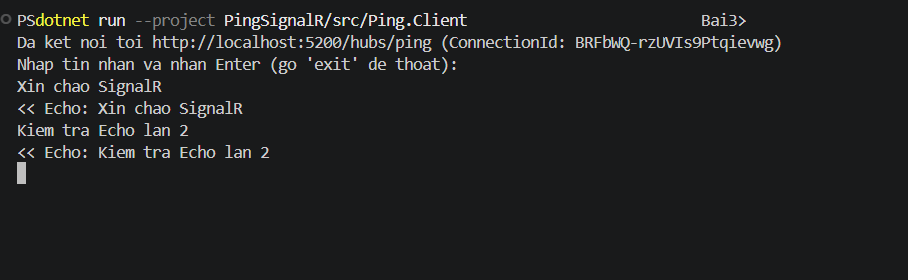 PSdotnet run --project PingSignalR/src/Ping.Client Bai3>
Da ket noi toi http://localhost:5200/hubs/ping (ConnectionId: BRFbWQ-rzUVIs9Ptqievwg)
Nhap tin nhan va nhan Enter (go 'exit' de thoat):
Xin chao SignalR
<< Echo: Xin chao SignalR
Kiem tra Echo lan 2
<< Echo: Kiem tra Echo lan 2